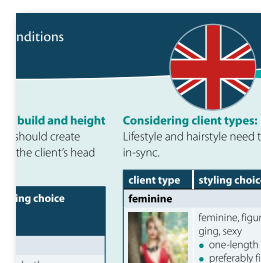 nditions
build and height
should create
the client's head
ing choice
Considering client types:
Lifestyle and hairstyle need t
in-sync.
client type styling choic
feminine
feminine, figur
ging, sexy
• one-length
• preferably fi